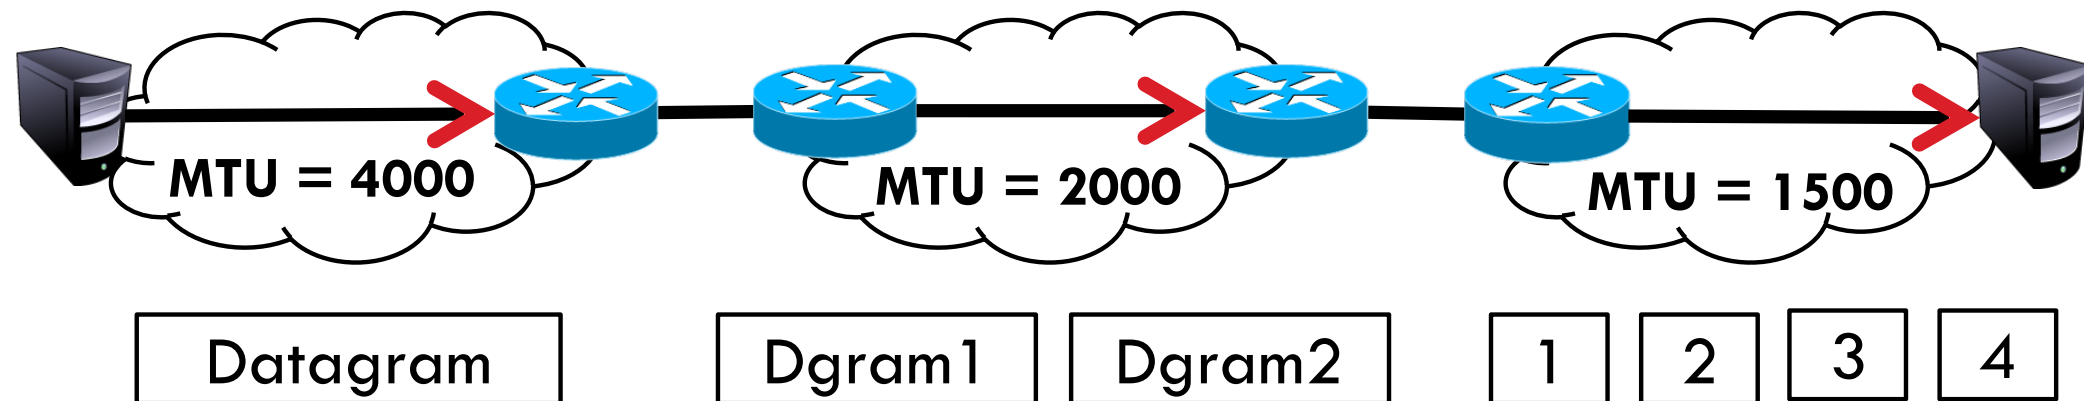 MTU = 4000
MTU = 2000
MTU = 1500
Datagram
Dgram1
Dgram2
1
2
3
4